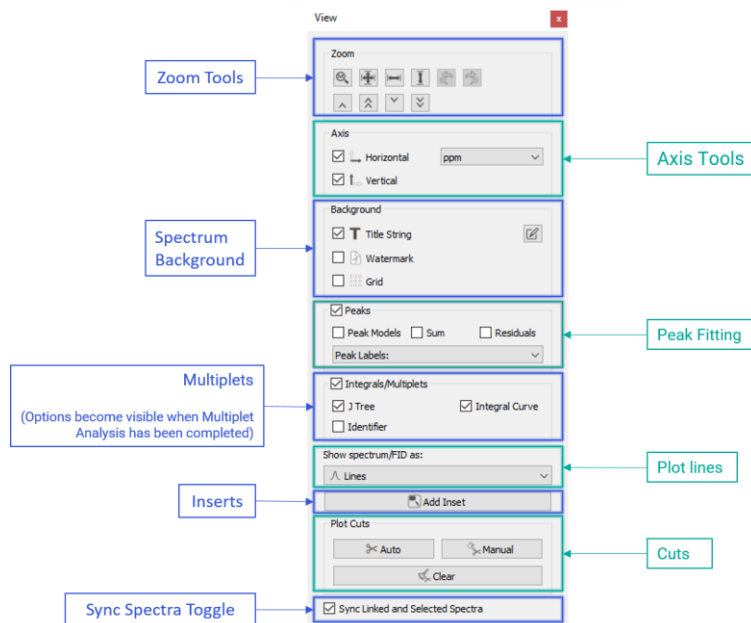 View
x
Zoom Tools
Zoom
Axis
Horizontal
ppm
Vertical
Axis Tools
Spectrum
Background
Background
Title String
Watermark
Grid
Peaks
Peak Models
Sum
Residuals
Peak Labels:
Peak Fitting
Multiplets
(Options become visible when Multiplet
Analysis has been completed)
Integrals/Multiplets
J Tree
Integral Curve
Identifier
Show spectrum/FID as:
Lines
Plot lines
Inserts
Add Inset
Plot Cuts
Auto
Manual
Clear
Cuts
Sync Spectra Toggle
Sync Linked and Selected Spectra